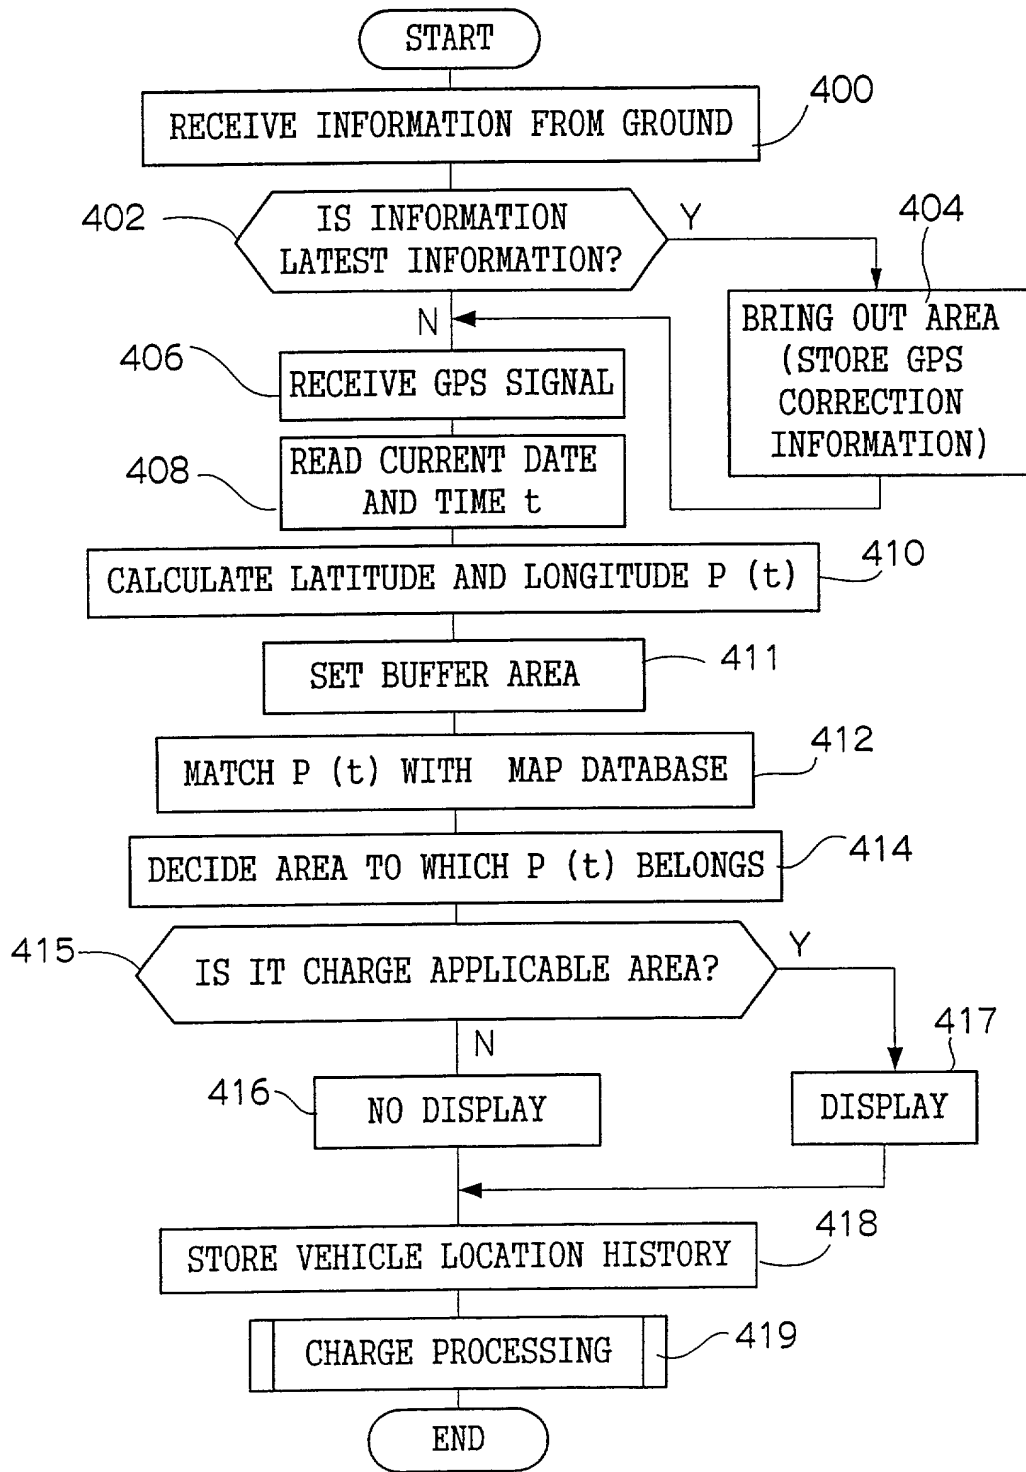 START
RECEIVE INFORMATION FROM GROUND
400
402
IS INFORMATION
LATEST INFORMATION?
Y
404
N
BRING OUT AREA
(STORE GPS
CORRECTION
INFORMATION)
406
RECEIVE GPS SIGNAL
408
READ CURRENT DATE
AND TIME t
CALCULATE LATITUDE AND LONGITUDE P (t)
410
SET BUFFER AREA
411
MATCH P (t) WITH MAP DATABASE
412
DECIDE AREA TO WHICH P (t) BELONGS
414
415
IS IT CHARGE APPLICABLE AREA?
Y
N
417
416
NO DISPLAY
DISPLAY
STORE VEHICLE LOCATION HISTORY
418
CHARGE PROCESSING
419
END